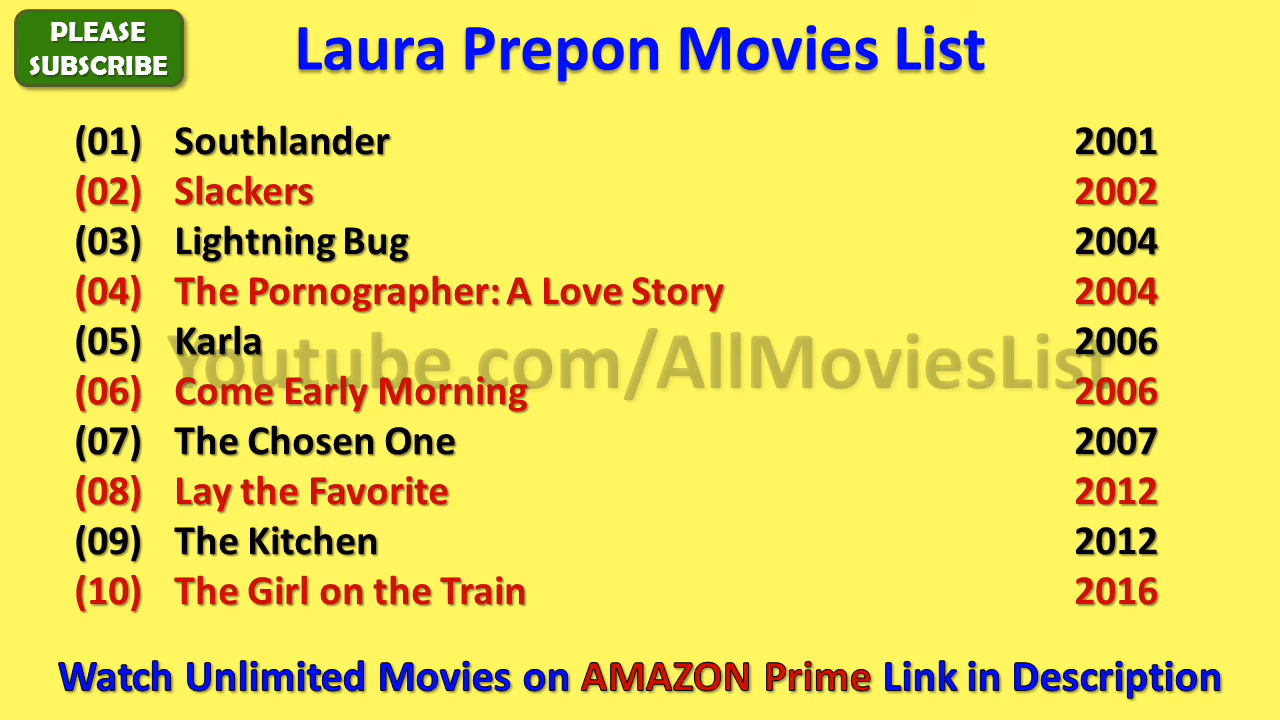 PLEASE
SUBSCRIBE
Laura Prepon Movies List
(01) Southlander 2001
(02) Slackers 2002
(03) Lightning Bug 2004
(04) The Pornographer: A Love Story 2004
(05) Karla 2006
Youtube.com/AllMoviesList
(06) Come Early Morning 2006
(07) The Chosen One 2007
(08) Lay the Favorite 2012
(09) The Kitchen 2012
(10) The Girl on the Train 2016
Watch Unlimited Movies on AMAZON Prime Link in Description